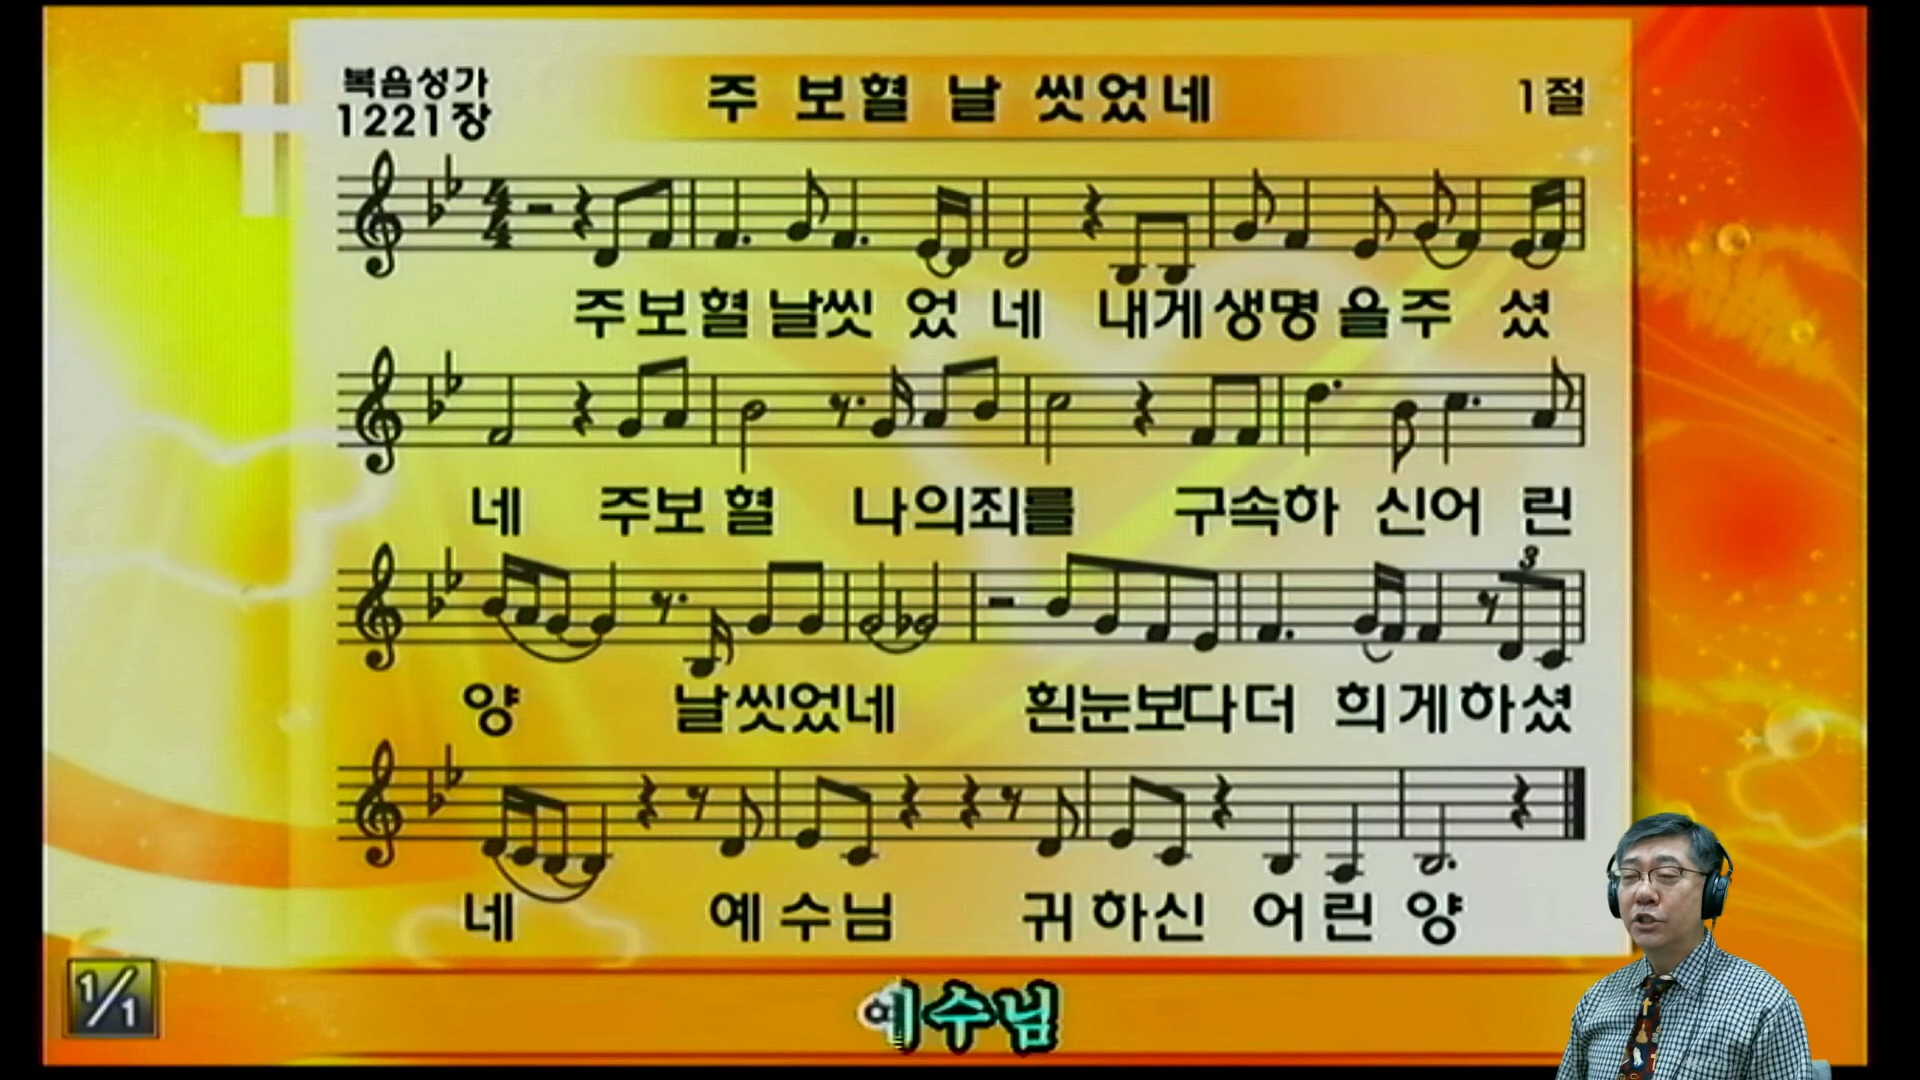 복음성가
1221장
주 보혈 날 씻었네
1절
주보혈 날씻 었 네 내게생명을주 셨
네 주보혈 나의죄를 구속하 신어 린
3
양 날씻었네 흰눈보다더 희게하셨
네 예수님 귀하신 어린양
1/1
예수님